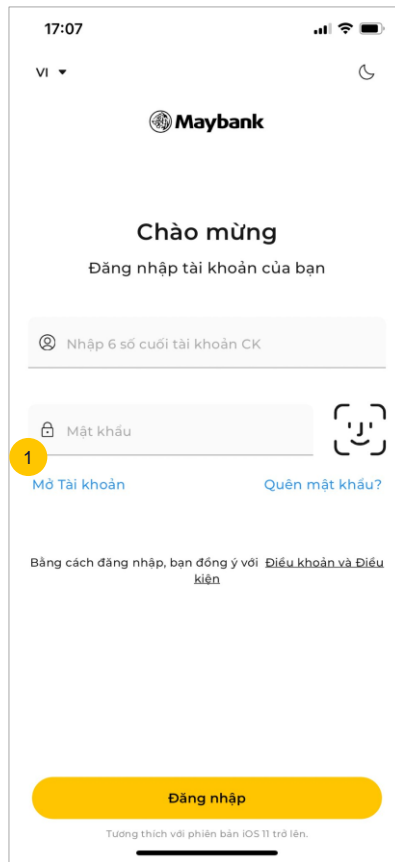 17:07
VI
Maybank
Chào mừng
Đăng nhập tài khoản của bạn
Nhập 6 số cuối tài khoản CK
Mật khẩu
1
Mở Tài khoản
Quên mật khẩu?
Bằng cách đăng nhập, bạn đồng ý với Điều khoản và Điều
kiện
Đăng nhập
Tương thích với phiên bản iOS 11 trở lên.